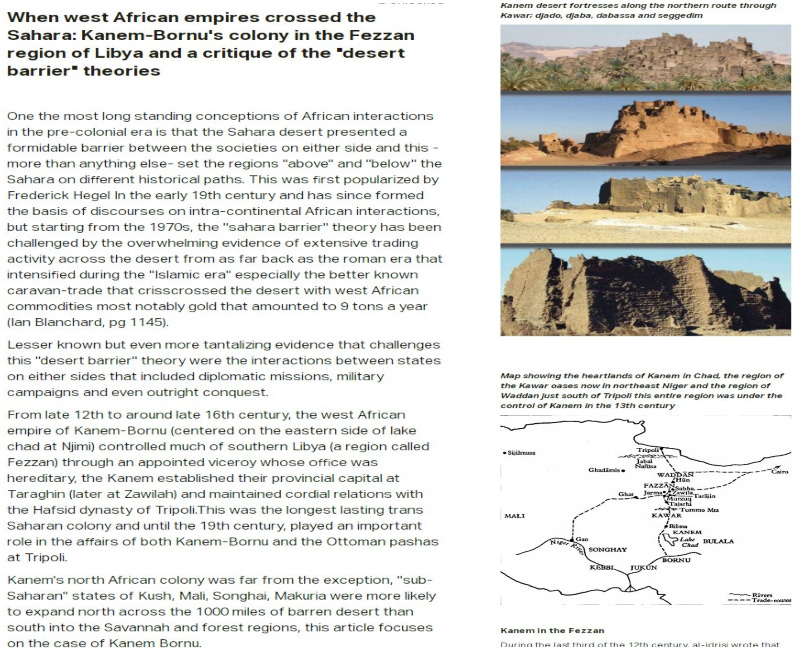 When west African empires crossed the
Sahara: Kanem-Bornu's colony in the Fezzan
region of Libya and a critique of the "desert
barrier" theories
One the most long standing conceptions of African interactions
in the pre-colonial era is that the Sahara desert presented a
formidable barrier between the societies on either side and this -
more than anything else- set the regions "above" and "below" the
Sahara on different historical paths. This was first popularized by
Frederick Hegel In the early 19th century and has since formed
the basis of discourses on intra-continental African interactions,
but starting from the 1970s, the "sahara barrier" theory has been
challenged by the overwhelming evidence of extensive trading
activity across the desert from as far back as the roman era that
intensified during the "Islamic era" especially the better known
caravan-trade that crisscrossed the desert with west African
commodities most notably gold that amounted to 9 tons a year
(Ian Blanchard, pg 1145).
Lesser known but even more tantalizing evidence that challenges
this "desert barrier" theory were the interactions between states
on either sides that included diplomatic missions, military
campaigns and even outright conquest.
From late 12th to around late 16th century, the west African
empire of Kanem-Bornu (centered on the eastern side of lake
chad at Njimi) controlled much of southern Libya (a region called
Fezzan) through an appointed viceroy whose office was
hereditary, the Kanem established their provincial capital at
Taraghin (later at Zawilah) and maintained cordial relations with
the Hafsid dynasty of Tripoli.This was the longest lasting trans
Saharan colony and until the 19th century, played an important
role in the affairs of both Kanem-Bornu and the Ottoman pashas
at Tripoli.
Kanem's north African colony was far from the exception, "sub-
Saharan" states of Kush, Mali, Songhai, Makuria were more likely
to expand north across the 1000 miles of barren desert than
south into the Savannah and forest regions, this article focuses
on the case of Kanem Bornu.
Kanem desert fortresses along the northern route through
Kawar: djado, djaba, dabassa and seggedim
Map showing the heartlands of Kanem in Chad, the region of
the Kawar oases now in northeast Niger and the region of
Waddan just south of Tripoli this entire region was under the
control of Kanem in the 13th century
Tripoli
Sijilmasa
Jabal
Nafusa
Ghadāmis
WADDAN
Cairo
Hūn
FAZZAN
Sabha
Ghat
Jarma
Zawila
Murzuq
Tajarhi
Tummo Mts
MALI
KAWAR
Bilma
KANEM
Gao
Lake
Chad
BULALA
Niger River
SONGHAY
BORNU
KEBBI
JUKUN
Rivers
Trade-routes
Kanem in the Fezzan
During the last third of the 12th century, al-idrisi wrote that